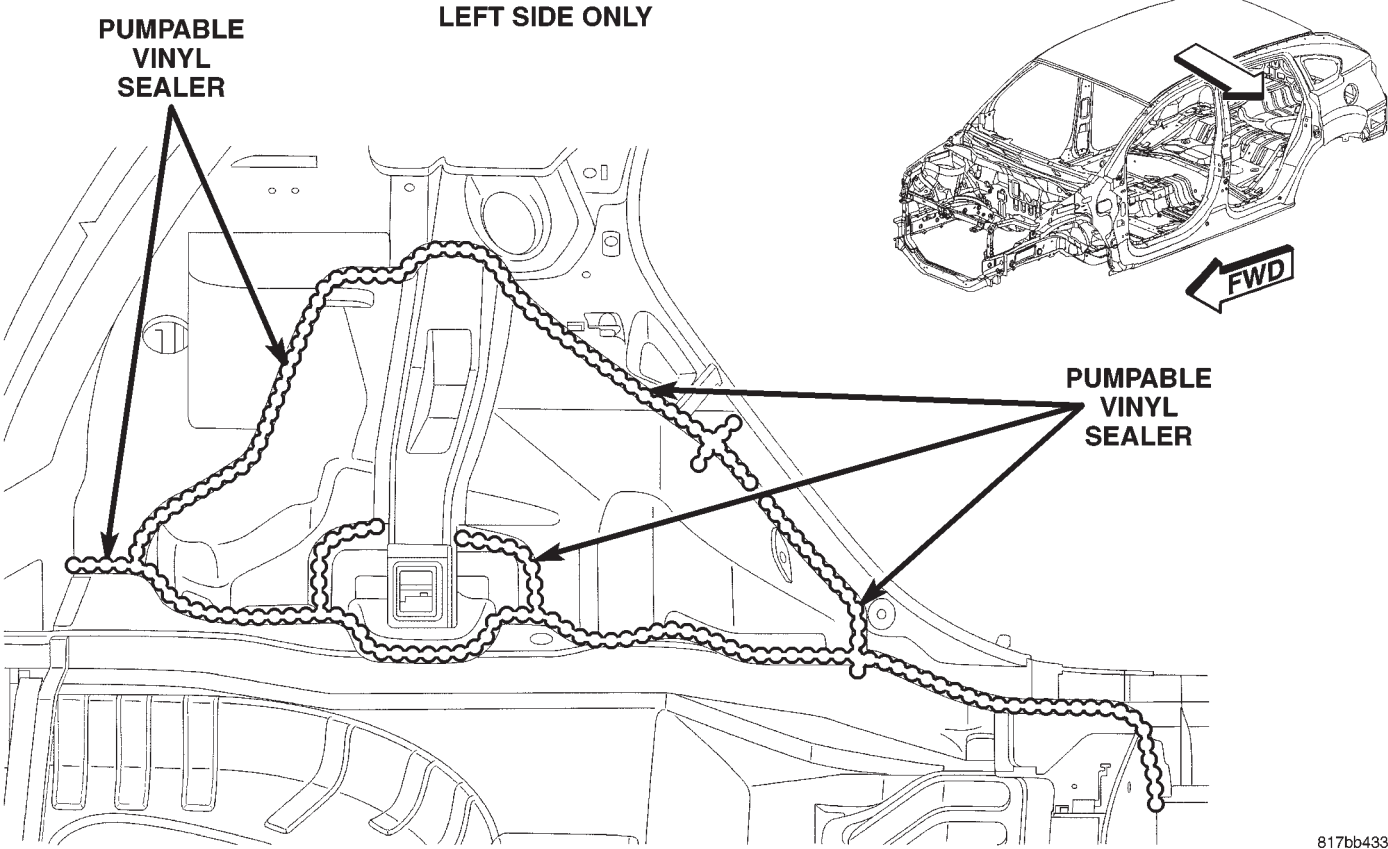 LEFT SIDE ONLY
PUMPABLE
VINYL
SEALER
FWD
PUMPABLE
VINYL
SEALER
817bb433